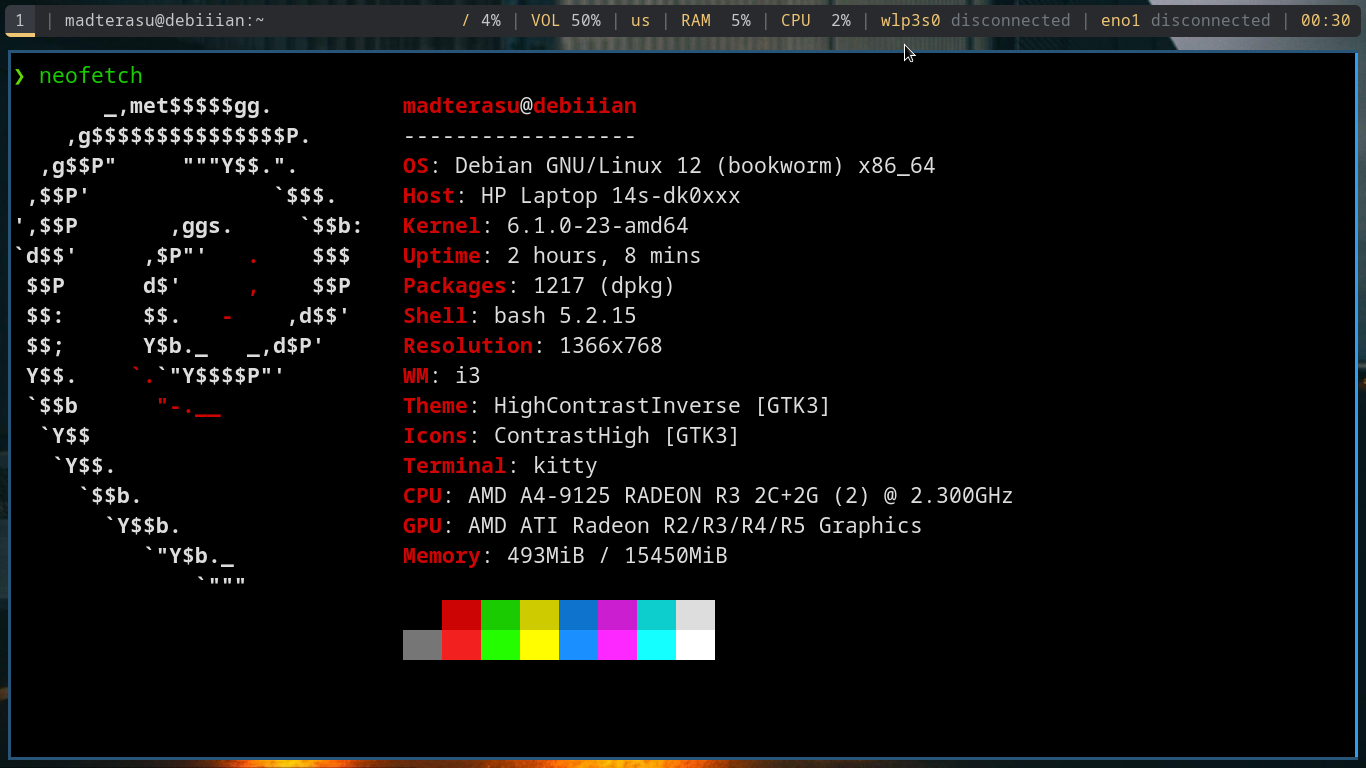 1 | madterasu@debiiian:~ / 4% | VOL 50% | us | RAM 5% | CPU 2% | wlp3s0 disconnected | eno1 disconnected | 00:30
❯ neofetch
       _,met$$$$$gg.          madterasu@debiiian
    ,g$$$$$$$$$$$$$$$P.       ------------------
  ,g$$P"     """Y$$.".        OS: Debian GNU/Linux 12 (bookworm) x86_64
 ,$$P'              `$$$.     Host: HP Laptop 14s-dk0xxx
',$$P       ,ggs.     `$$b:   Kernel: 6.1.0-23-amd64
`d$$'     ,$P"'   .    $$$    Uptime: 2 hours, 8 mins
 $$P      d$'     ,    $$P    Packages: 1217 (dpkg)
 $$:      $$.   -    ,d$$'    Shell: bash 5.2.15
 $$;      Y$b._   _,d$P'      Resolution: 1366x768
 Y$$.    `.`"Y$$$$P"'         WM: i3
 `$$b      "-.__              Theme: HighContrastInverse [GTK3]
  `Y$$                        Icons: ContrastHigh [GTK3]
   `Y$$.                      Terminal: kitty
     `$$b.                    CPU: AMD A4-9125 RADEON R3 2C+2G (2) @ 2.300GHz
       `Y$$b.                 GPU: AMD ATI Radeon R2/R3/R4/R5 Graphics
          `"Y$b._             Memory: 493MiB / 15450MiB
              `"""